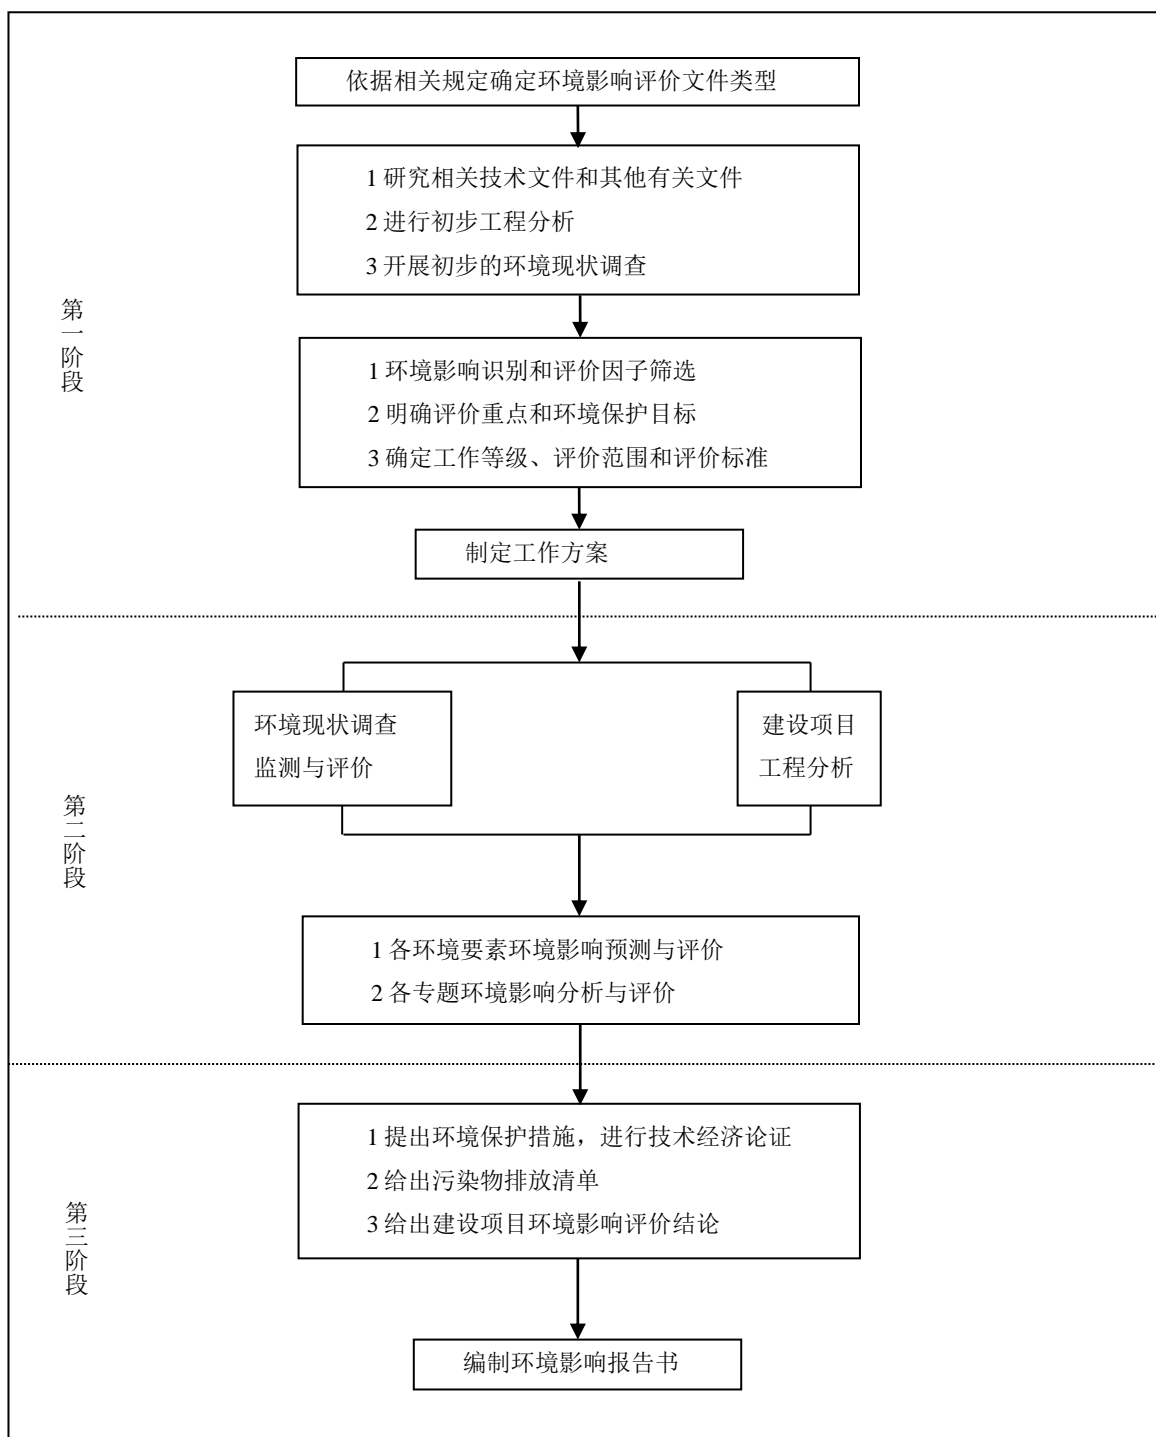 依据相关规定确定环境影响评价文件类型
1 研究相关技术文件和其他有关文件
2 进行初步工程分析
3 开展初步的环境现状调查
第一阶段
1 环境影响识别和评价因子筛选
2 明确评价重点和环境保护目标
3 确定工作等级、评价范围和评价标准
制定工作方案
环境现状调查
监测与评价
建设项目
工程分析
第二阶段
1 各环境要素环境影响预测与评价
2 各专题环境影响分析与评价
1 提出环境保护措施，进行技术经济论证
2 给出污染物排放清单
3 给出建设项目环境影响评价结论
第三阶段
编制环境影响报告书